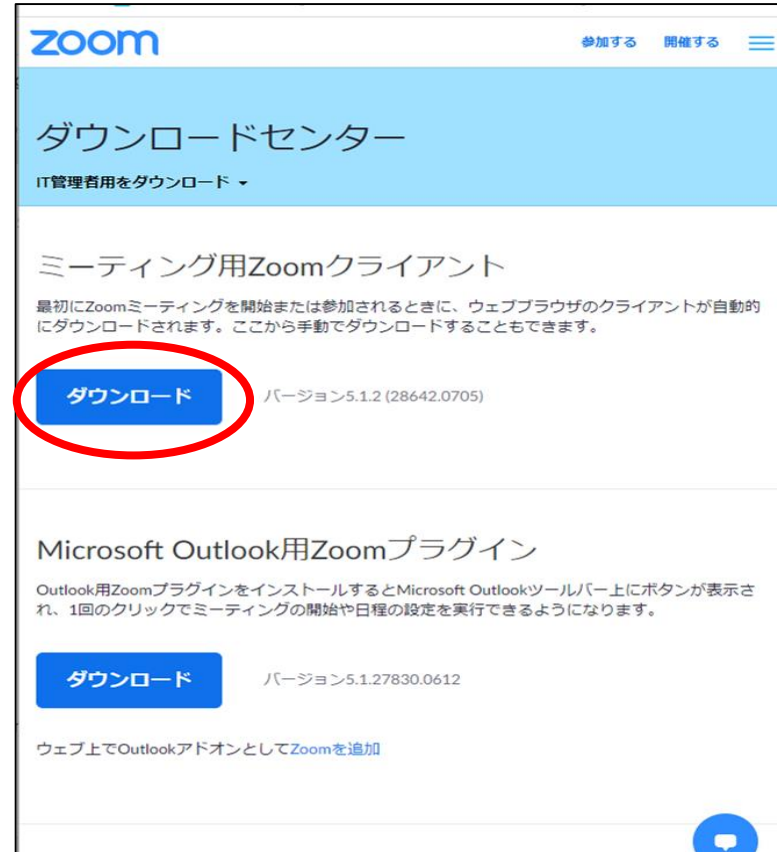 zoom 参加する 開催する
ダウンロードセンター
IT管理者用をダウンロード
ミーティング用Zoomクライアント
最初にZoomミーティングを開始または参加されるときに、ウェブブラウザのクライアントが自動的
にダウンロードされます。ここから手動でダウンロードすることもできます。
ダウンロード バージョン5.1.2 (28642.0705)
Microsoft Outlook用Zoomプラグイン
Outlook用ZoomプラグインをインストールするとMicrosoft Outlookツールバー上にボタンが表示さ
れ、1回のクリックでミーティングの開始や日程の設定を実行できるようになります。
ダウンロード バージョン5.1.27830.0612
ウェブ上でOutlookアドオンとしてZoomを追加